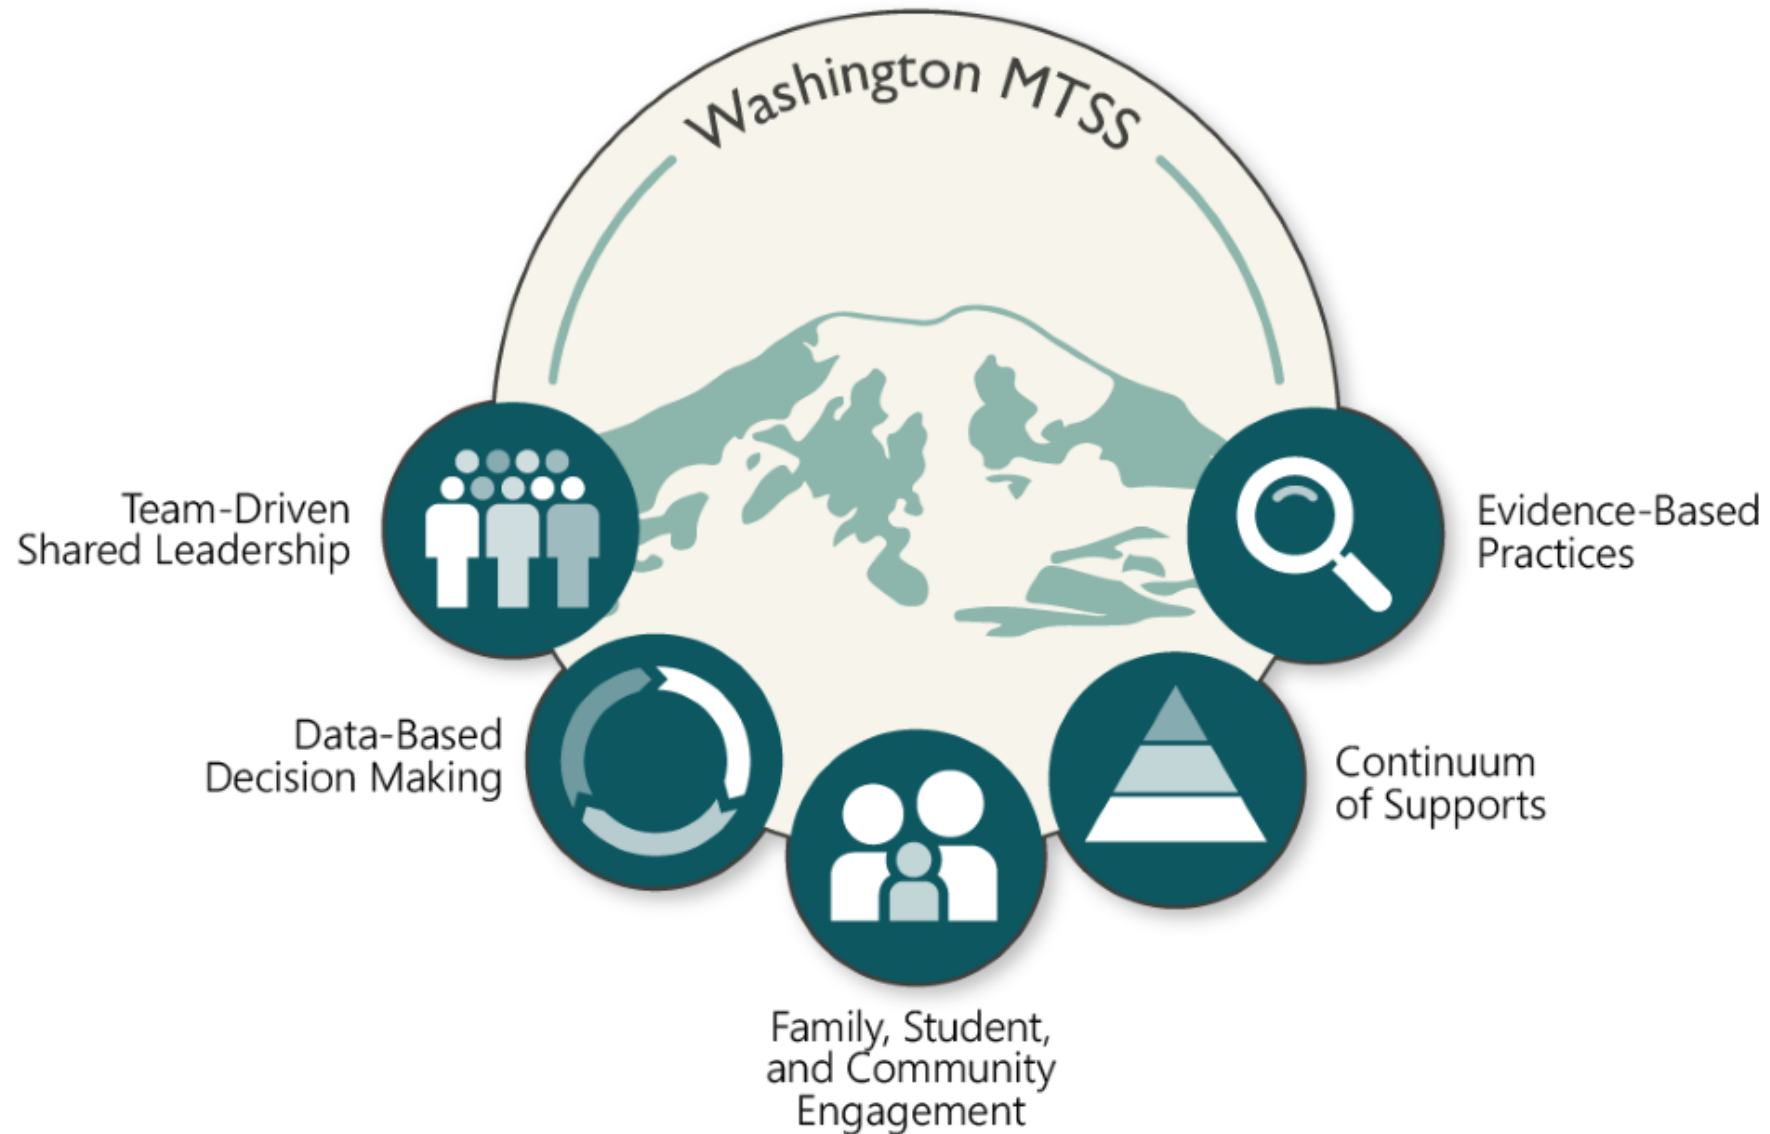 Washington MTSS
Team-Driven
Shared Leadership
Evidence-Based
Practices
Data-Based
Decision Making
Continuum
of Supports
Family, Student,
and Community
Engagement